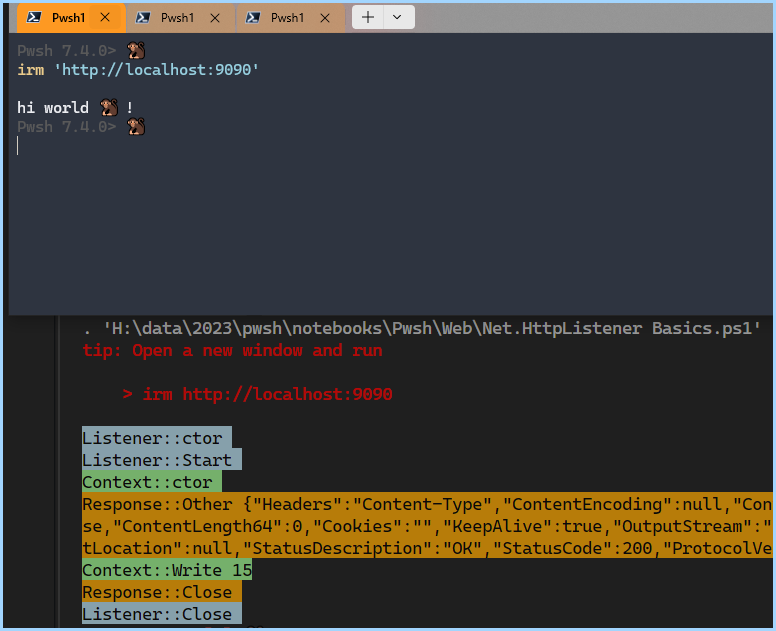 Pwsh1 Pwsh1 Pwsh1
Pwsh 7.4.0> 🐒
irm 'http://localhost:9090'
hi world 🐒 !
Pwsh 7.4.0> 🐒
. 'H:\data\2023\pwsh\notebooks\Pwsh\Web\Net.HttpListener Basics.ps1'
tip: Open a new window and run
> irm http://localhost:9090
Listener::ctor
Listener::Start
Context::ctor
Response::Other {"Headers":"Content-Type","ContentEncoding":null,"Con
se,"ContentLength64":0,"Cookies":"","KeepAlive":true,"OutputStream":"
tLocation":null,"StatusDescription":"OK","StatusCode":200,"ProtocolVe
Context::Write 15
Response::Close
Listener::Close